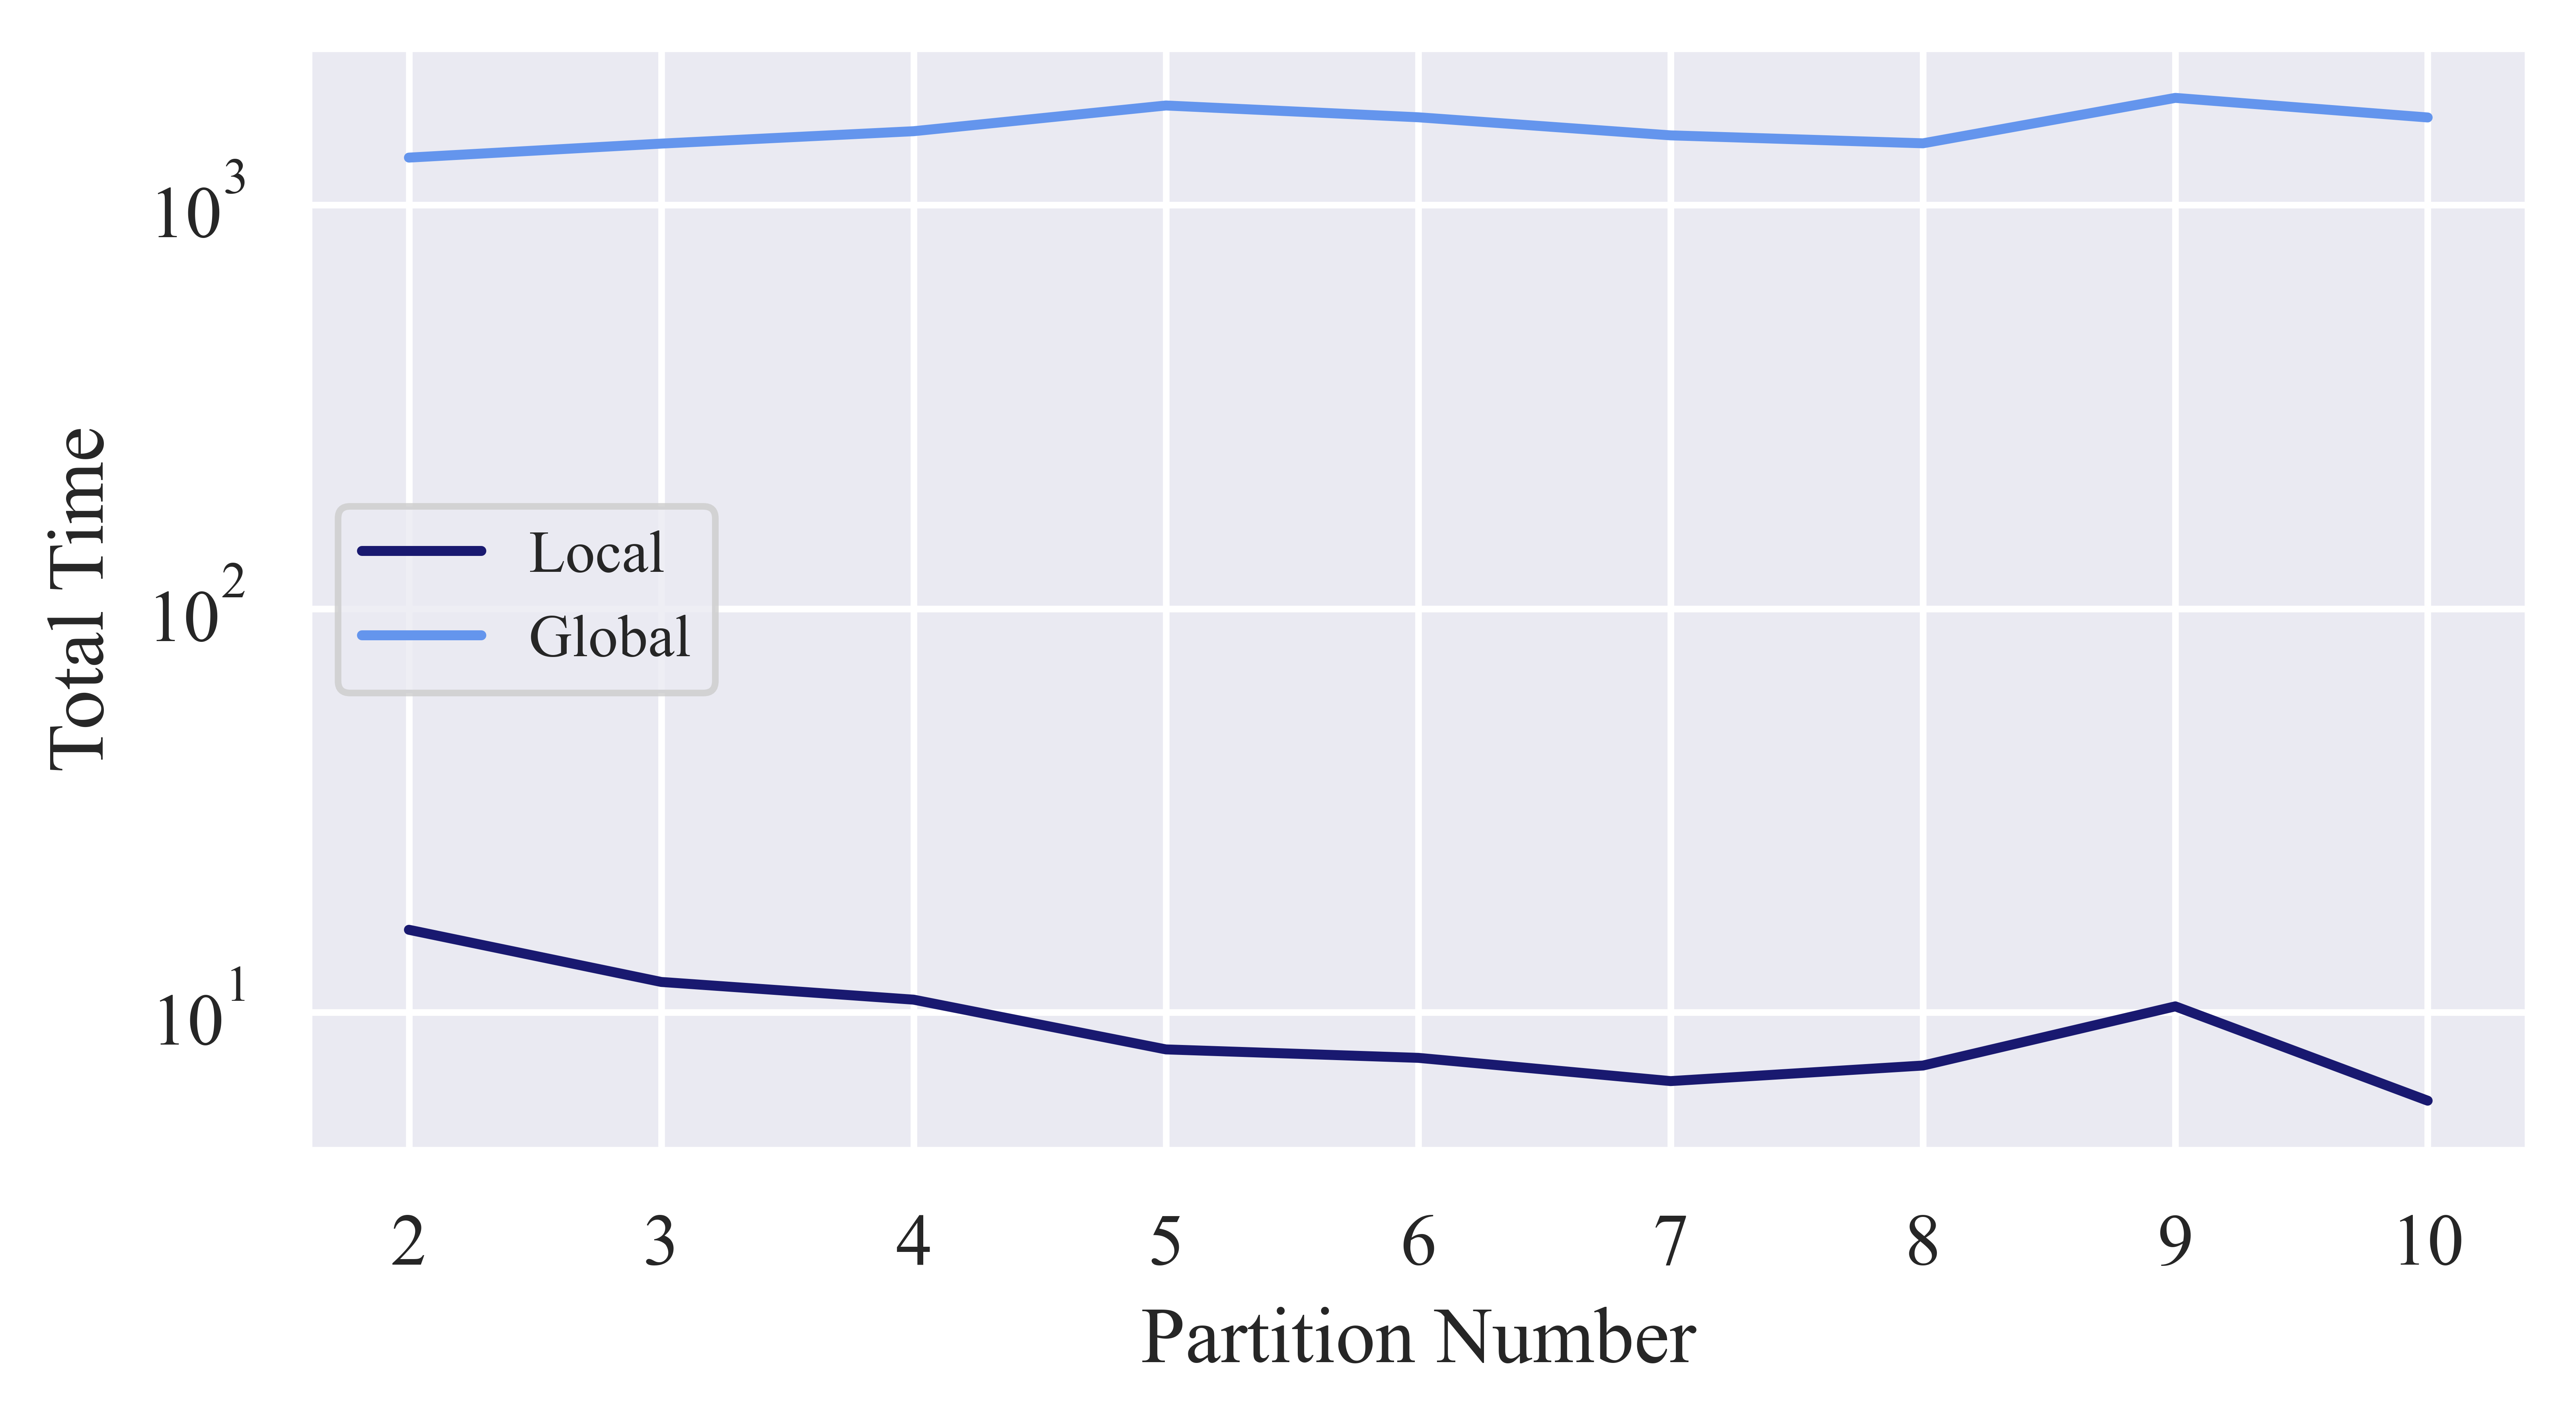 Total Time
10^3
10^2
10^1
Local
Global
2 3 4 5 6 7 8 9 10
Partition Number